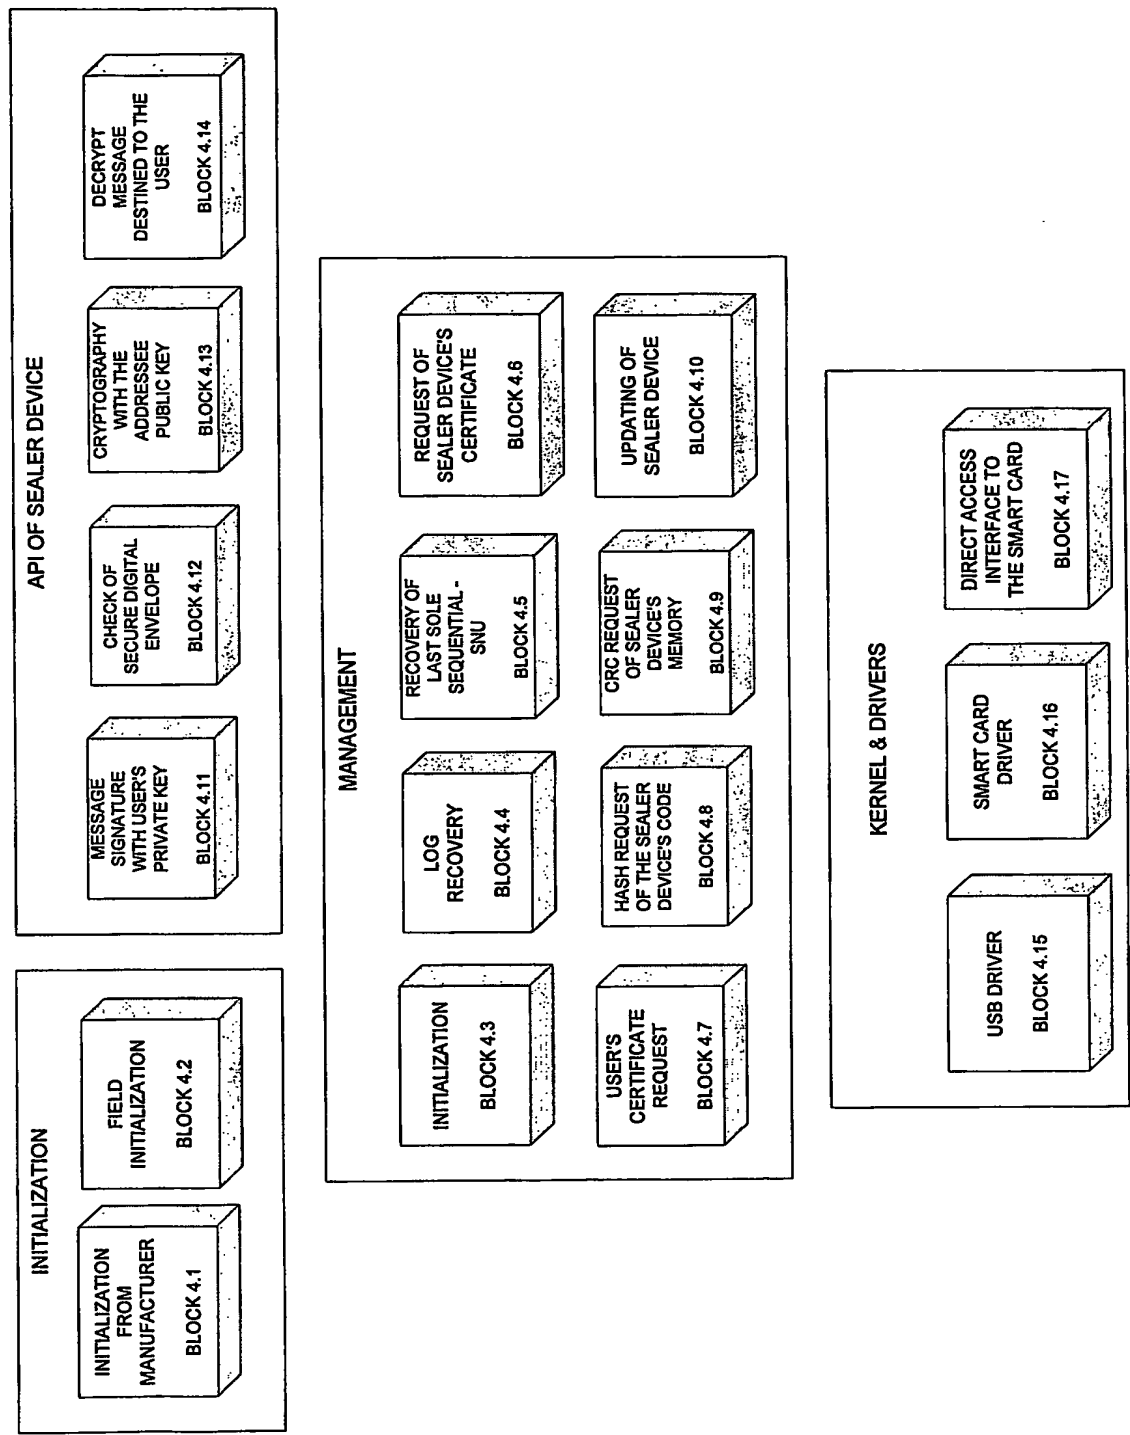 INITIALIZATION
INITIALIZATION
FROM
MANUFACTURER
BLOCK 4.1
FIELD
INITIALIZATION
BLOCK 4.2
API OF SEALER DEVICE
MESSAGE
SIGNATURE
WITH USER'S
PRIVATE KEY
BLOCK 4.11
CHECK OF
SECURE DIGITAL
ENVELOPE
BLOCK 4.12
CRYPTOGRAPHY
WITH THE
ADDRESSEE
PUBLIC KEY
BLOCK 4.13
DECRYPT
MESSAGE
DESTINED TO THE
USER
BLOCK 4.14
MANAGEMENT
INITIALIZATION
BLOCK 4.3
LOG
RECOVERY
BLOCK 4.4
RECOVERY OF
LAST SOLE
SEQUENTIAL -
SNU
BLOCK 4.5
REQUEST OF
SEALER DEVICE'S
CERTIFICATE
BLOCK 4.6
USER'S
CERTIFICATE
REQUEST
BLOCK 4.7
HASH REQUEST
OF THE SEALER
DEVICE'S CODE
BLOCK 4.8
CRC REQUEST
OF SEALER
DEVICE'S
MEMORY
BLOCK 4.9
UPDATING OF
SEALER DEVICE
BLOCK 4.10
KERNEL & DRIVERS
USB DRIVER
BLOCK 4.15
SMART CARD
DRIVER
BLOCK 4.16
DIRECT ACCESS
INTERFACE TO
THE SMART CARD
BLOCK 4.17